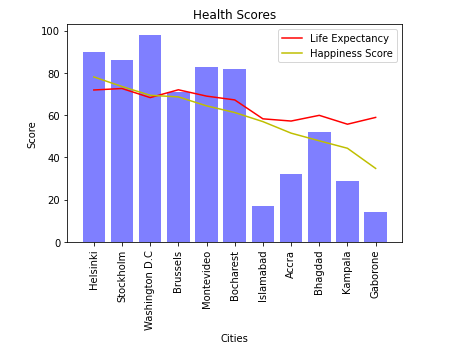 Health Scores
100
80
60
40
20
0
Score
Life Expectancy
Happiness Score
Helsinki
Stockholm
Washington D.C
Brussels
Montevideo
Bocharest
Islamabad
Accra
Bhagdad
Kampala
Gaborone
Cities